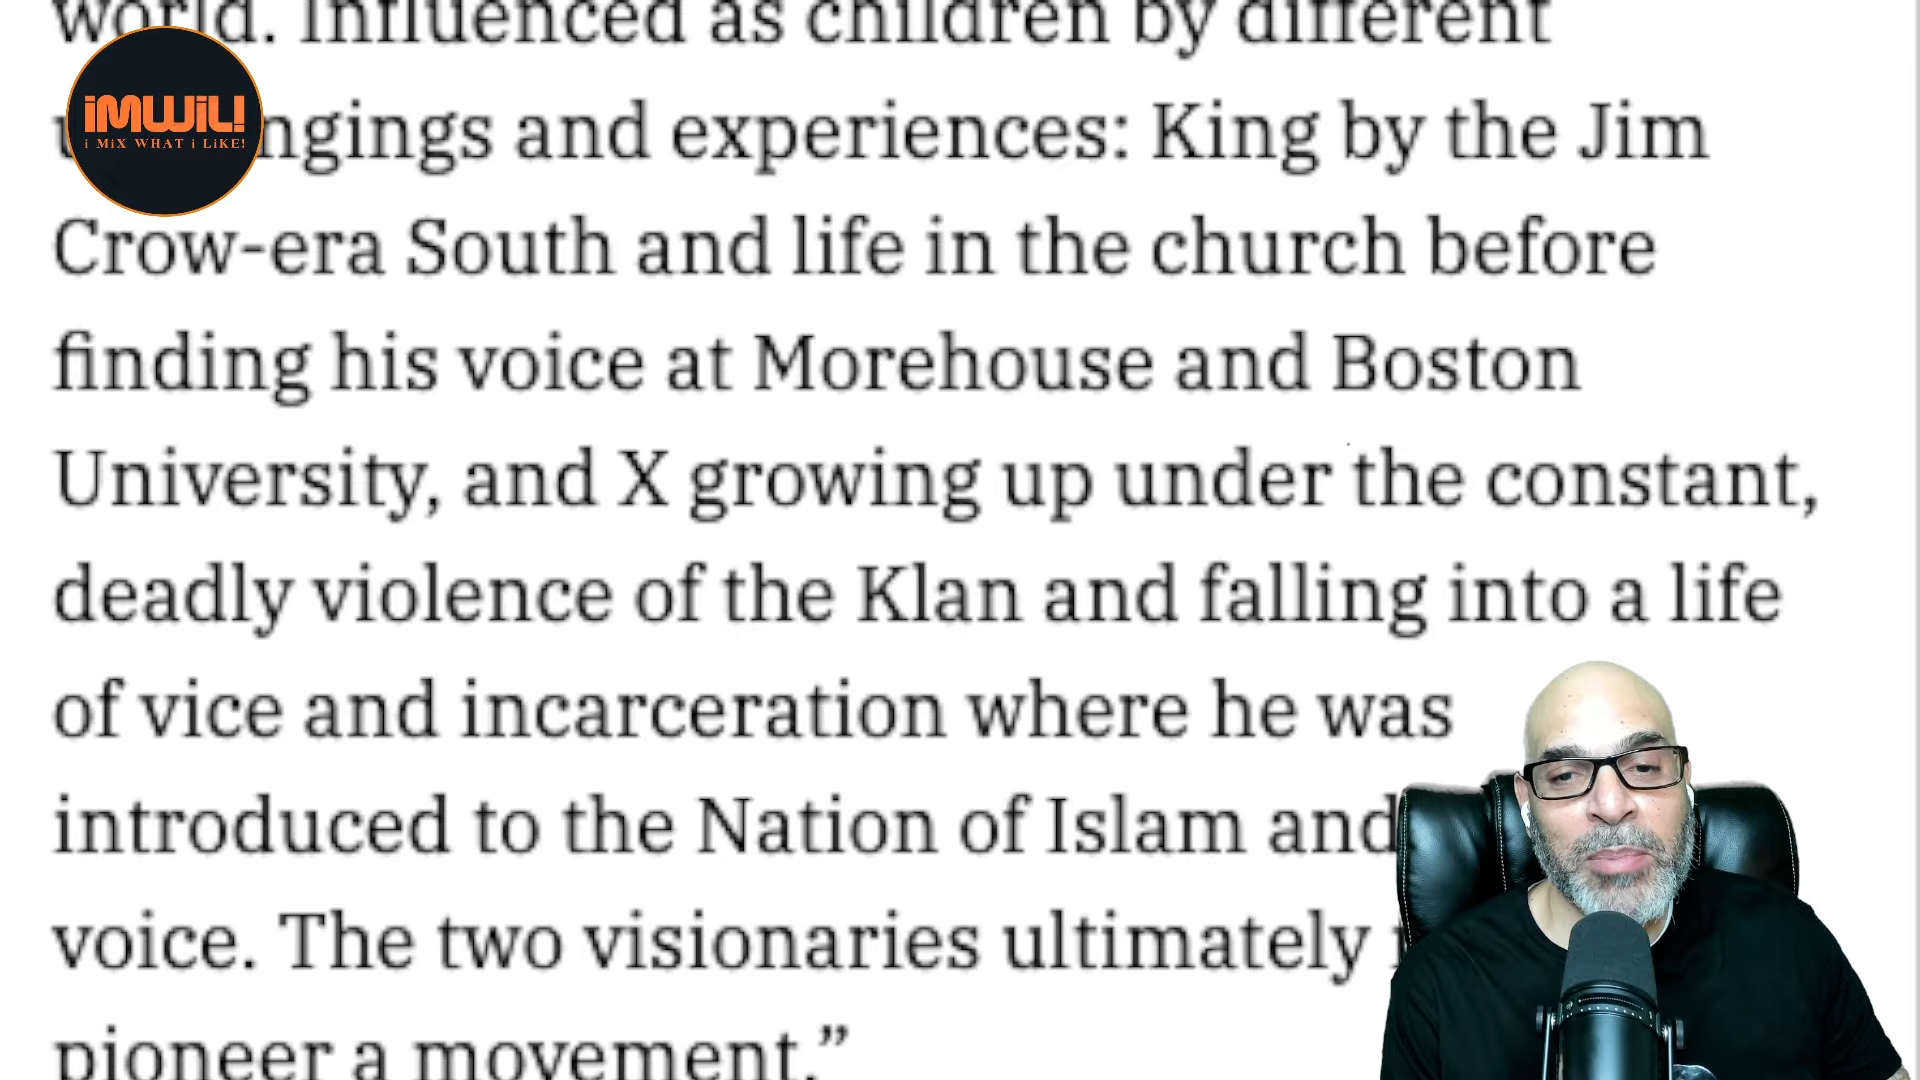 world. Influenced as children by different
iMWiL!
i MiX WHAT i LiKE!
ngings and experiences: King by the Jim
Crow-era South and life in the church before
finding his voice at Morehouse and Boston
University, and X growing up under the constant,
deadly violence of the Klan and falling into a life
of vice and incarceration where he was
introduced to the Nation of Islam and
voice. The two visionaries ultimately
pioneer a movement.”